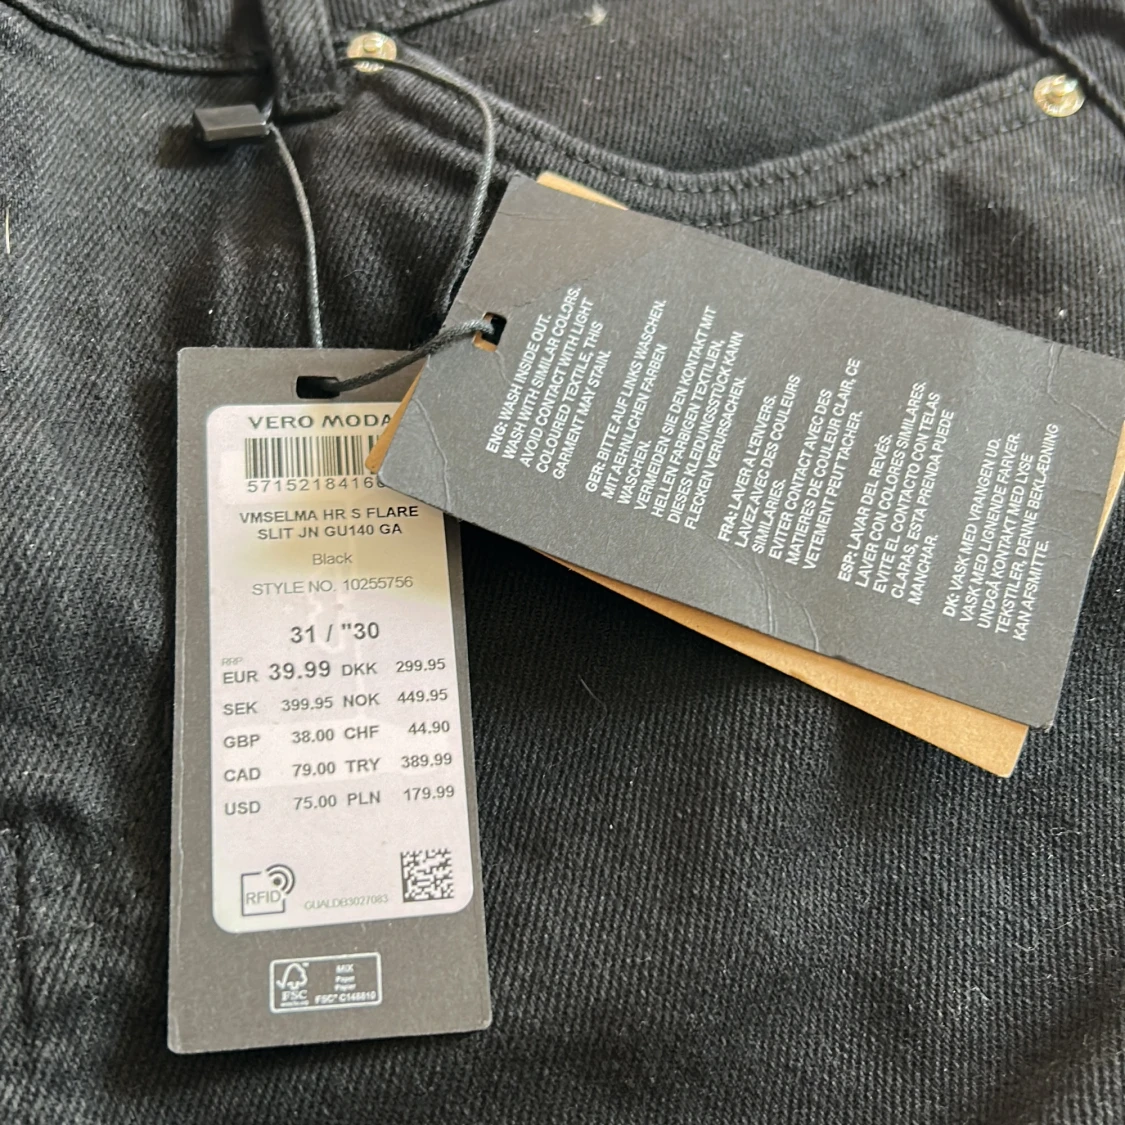 VERO MODA
571521841
VMSELMA HR S FLARE
SLIT JN GU140 GA
Black
STYLE NO. 10255756
31 / "30
RRP
EUR 39.99 DKK 299.95
SEK 399.95 NOK 449.95
GBP 38.00 CHF 44.90
CAD 79.00 TRY 389.99
USD 75.00 PLN 179.99
RFID
GUALDB3027083
FSC
MIX
Paper
Papier
FSC® C148810
ENG: WASH INSIDE OUT.
WASH WITH SIMILAR COLORS.
AVOID CONTACT WITH LIGHT
COLOURED TEXTILE, THIS
GARMENT MAY STAIN.
GER: BITTE AUF LINKS WASCHEN.
MIT AEHNLICHEN FARBEN
WASCHEN.
VERMEIDEN SIE DEN KONTAKT MIT
HELLEN FARBIGEN TEXTILIEN,
DIESES KLEIDUNGSSTÜCK KANN
FLECKEN VERURSACHEN.
FRA: LAVER A L'ENVERS.
LAVEZ AVEC DES COULEURS
SIMILARIES.
EVITER CONTACT AVEC DES
MATIERES DE COULEUR CLAIR, CE
VETEMENT PEUT TACHER.
ESP: LAVAR DEL REVÉS.
LAVER CON COLORES SIMILARES.
EVITE EL CONTACTO CON TELAS
CLARAS, ESTA PRENDA PUEDE
MANCHAR.
DK: VASK MED VRANGEN UD.
VASK MED LIGNENDE FARVER.
UNDGÅ KONTAKT MED LYSE
TEKSTILER, DENNE BEKLÆDNING
KAN AFSMITTE.